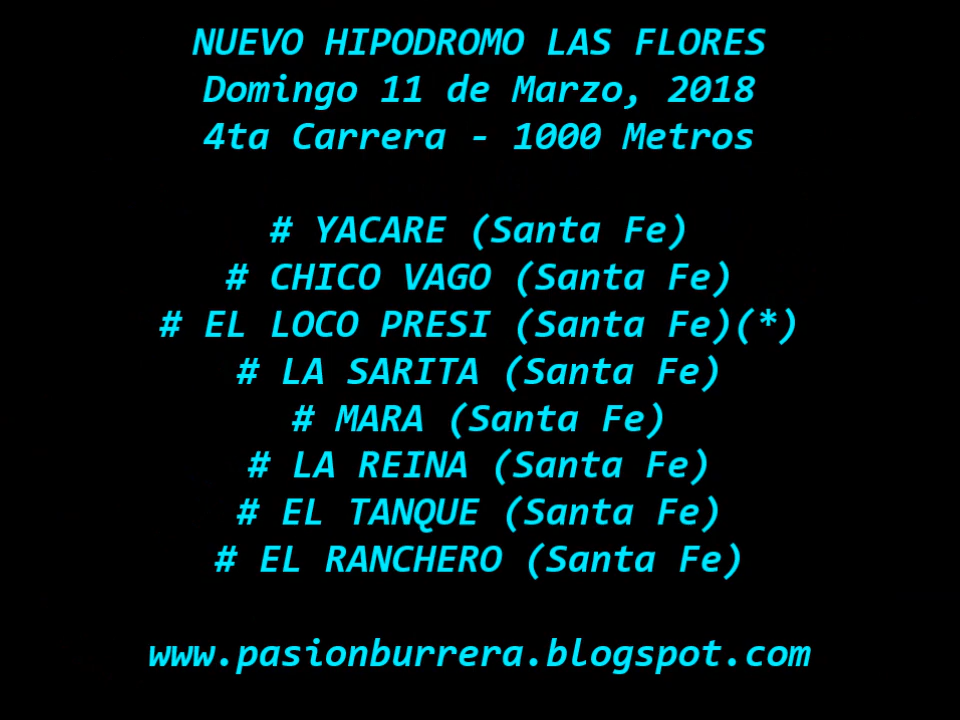 NUEVO HIPODROMO LAS FLORES
Domingo 11 de Marzo, 2018
4ta Carrera - 1000 Metros
# YACARE (Santa Fe)
# CHICO VAGO (Santa Fe)
# EL LOCO PRESI (Santa Fe)(*)
# LA SARITA (Santa Fe)
# MARA (Santa Fe)
# LA REINA (Santa Fe)
# EL TANQUE (Santa Fe)
# EL RANCHERO (Santa Fe)
www.pasionburrera.blogspot.com